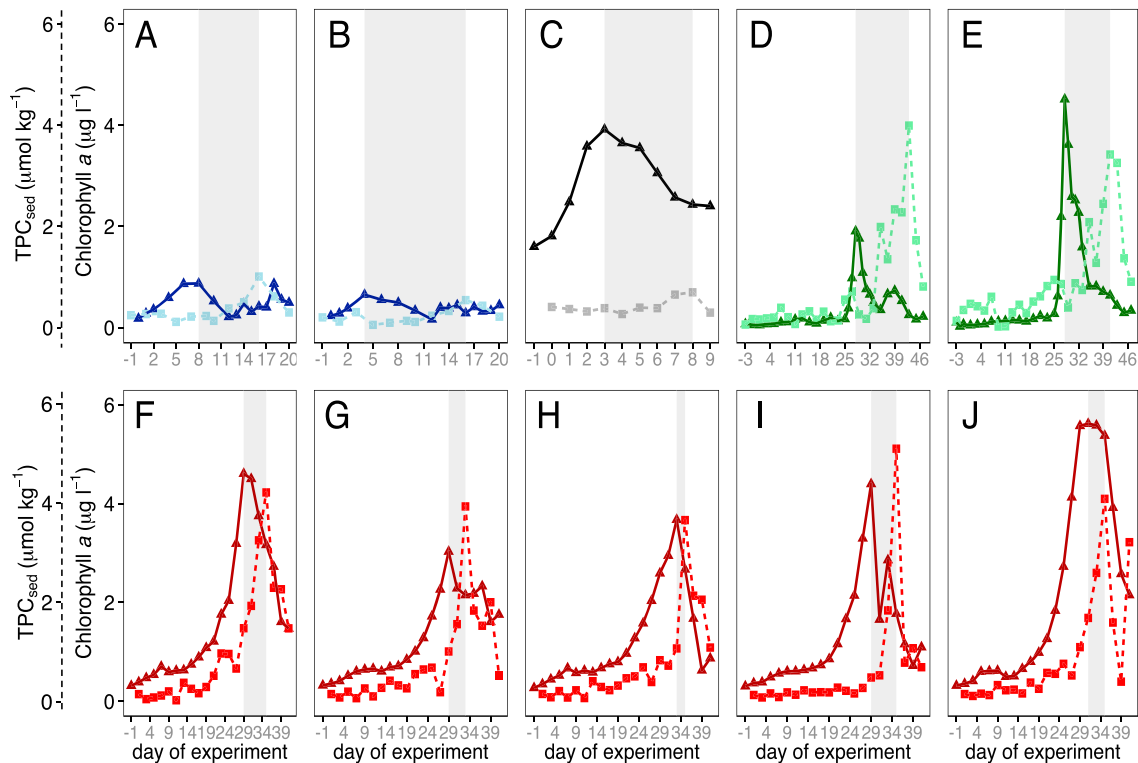 A B C D E
TPCsed (μmol kg−1)
Chlorophyll a (μg l−1)
6
4
2
0
6
4
2
0
-1 2 5 8 11 14 17 20
-1 2 5 8 11 14 17 20
-1 0 1 2 3 4 5 6 7 8 9
-3 4 11 18 25 32 39 46
-3 4 11 18 25 32 39 46
F G H I J
TPCsed (μmol kg−1)
Chlorophyll a (μg l−1)
6
4
2
0
6
4
2
0
-1 4 9 14 19 24 29 34 39
-1 4 9 14 19 24 29 34 39
-1 4 9 14 19 24 29 34 39
-1 4 9 14 19 24 29 34 39
-1 4 9 14 19 24 29 34 39
day of experiment day of experiment day of experiment day of experiment day of experiment